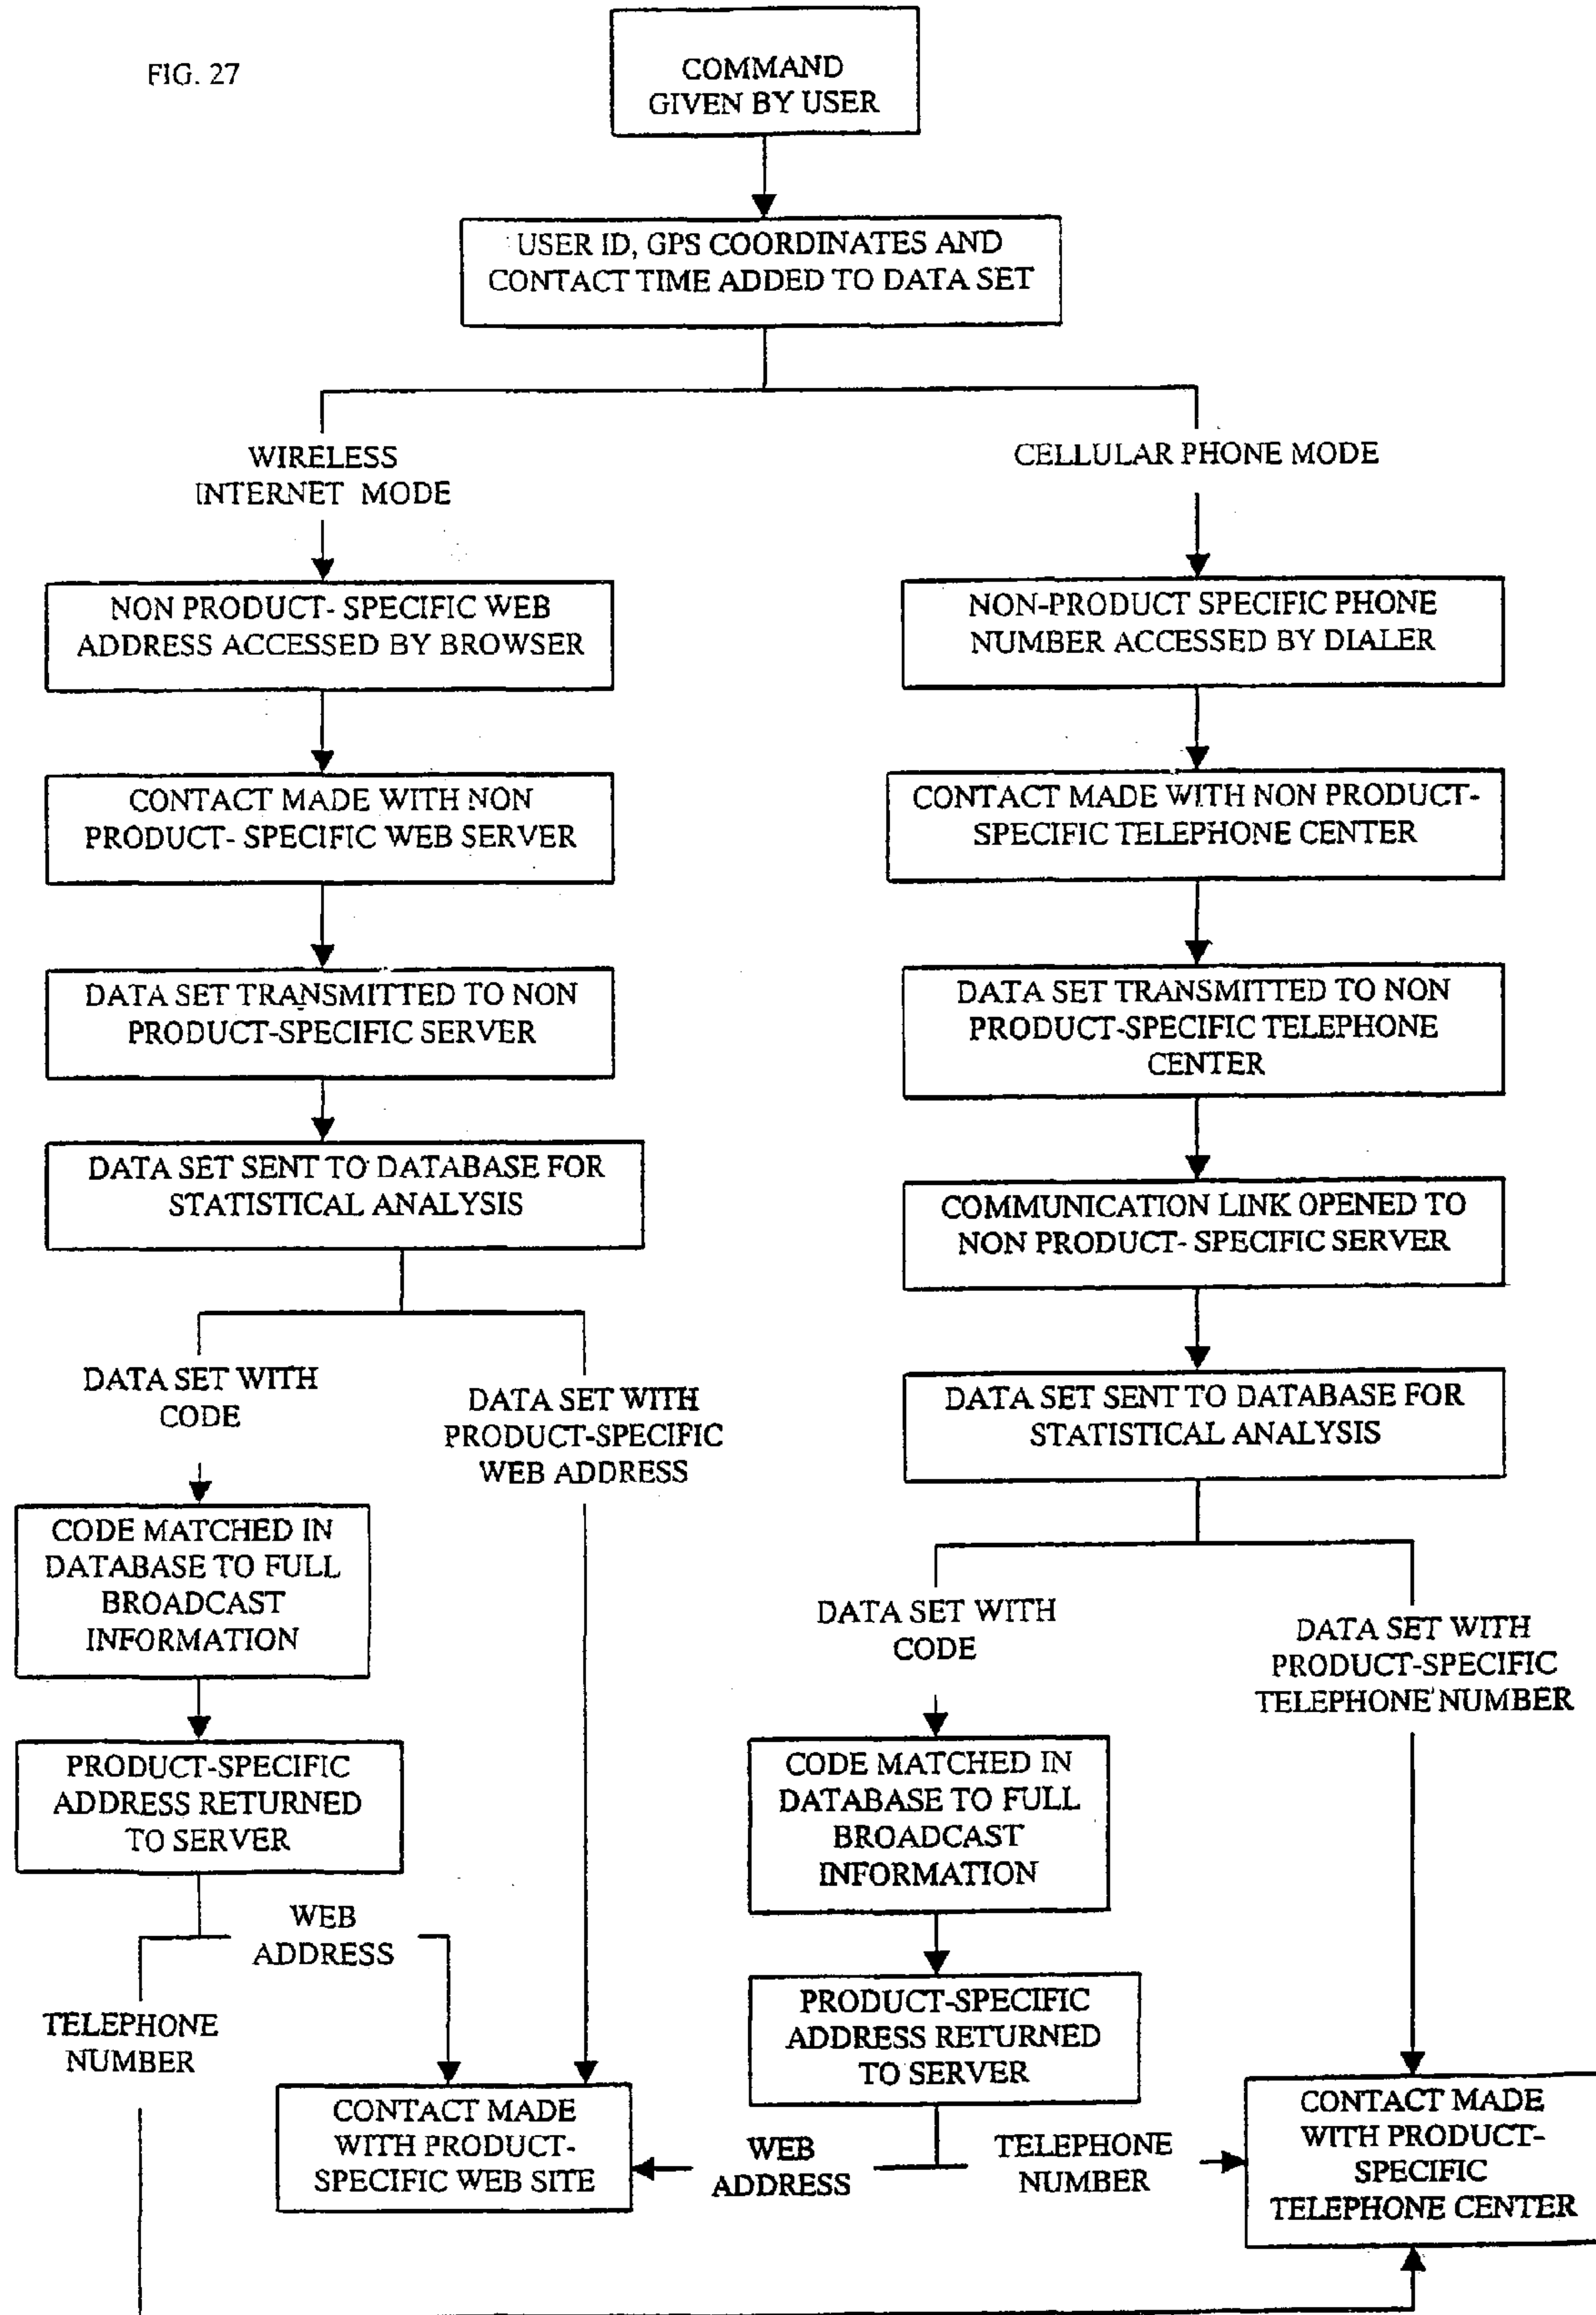 FIG. 27
COMMAND
GIVEN BY USER
USER ID, GPS COORDINATES AND
CONTACT TIME ADDED TO DATA SET
WIRELESS
INTERNET MODE
CELLULAR PHONE MODE
NON PRODUCT- SPECIFIC WEB
ADDRESS ACCESSED BY BROWSER
NON-PRODUCT SPECIFIC PHONE
NUMBER ACCESSED BY DIALER
CONTACT MADE WITH NON
PRODUCT- SPECIFIC WEB SERVER
CONTACT MADE WITH NON PRODUCT-
SPECIFIC TELEPHONE CENTER
DATA SET TRANSMITTED TO NON
PRODUCT-SPECIFIC SERVER
DATA SET TRANSMITTED TO NON
PRODUCT-SPECIFIC TELEPHONE
CENTER
DATA SET SENT TO DATABASE FOR
STATISTICAL ANALYSIS
COMMUNICATION LINK OPENED TO
NON PRODUCT- SPECIFIC SERVER
DATA SET WITH
CODE
DATA SET WITH
PRODUCT-SPECIFIC
WEB ADDRESS
DATA SET SENT TO DATABASE FOR
STATISTICAL ANALYSIS
CODE MATCHED IN
DATABASE TO FULL
BROADCAST
INFORMATION
DATA SET WITH
CODE
DATA SET WITH
PRODUCT-SPECIFIC
TELEPHONE NUMBER
PRODUCT-SPECIFIC
ADDRESS RETURNED
TO SERVER
CODE MATCHED IN
DATABASE TO FULL
BROADCAST
INFORMATION
WEB
ADDRESS
TELEPHONE
NUMBER
PRODUCT-SPECIFIC
ADDRESS RETURNED
TO SERVER
CONTACT MADE
WITH PRODUCT-
SPECIFIC WEB SITE
WEB
ADDRESS
TELEPHONE
NUMBER
CONTACT MADE
WITH PRODUCT-
SPECIFIC
TELEPHONE CENTER